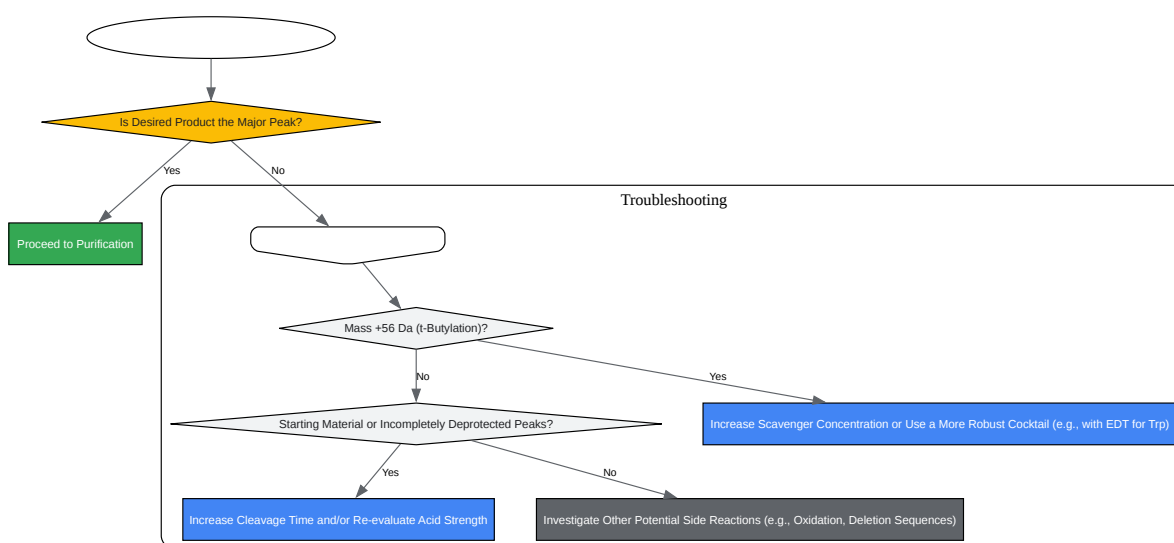 Is Desired Product the Major Peak?
Yes
No
Troubleshooting
Proceed to Purification
Mass +56 Da (t-Butylation)?
No
Yes
Starting Material or Incompletely Deprotected Peaks?
Increase Scavenger Concentration or Use a More Robust Cocktail (e.g., with EDT for Trp)
Yes
No
Increase Cleavage Time and/or Re-evaluate Acid Strength
Investigate Other Potential Side Reactions (e.g., Oxidation, Deletion Sequences)